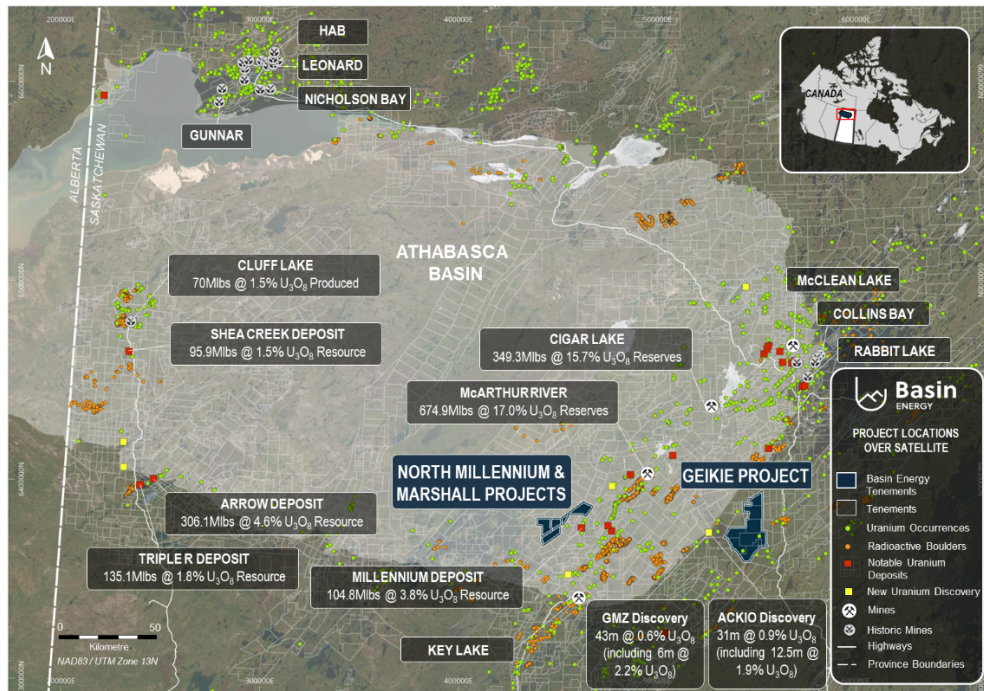 200000E
300000E
400000E
500000E
600000E
N
HAB
LEONARD
NICHOLSON BAY
GUNNAR
CANADA
ALBERTA
SASKATCHEWAN
ATHABASCA
BASIN
CLUFF LAKE
70Mlbs @ 1.5% U₃O₈ Produced
SHEA CREEK DEPOSIT
95.9Mlbs @ 1.5% U₃O₈ Resource
CIGAR LAKE
349.3Mlbs @ 15.7% U₃O₈ Reserves
McARTHUR RIVER
674.9Mlbs @ 17.0% U₃O₈ Reserves
McCLEAN LAKE
COLLINS BAY
RABBIT LAKE
NORTH MILLENNIUM &
MARSHALL PROJECTS
GEIKIE PROJECT
ARROW DEPOSIT
306.1Mlbs @ 4.6% U₃O₈ Resource
TRIPLE R DEPOSIT
135.1Mlbs @ 1.8% U₃O₈ Resource
MILLENNIUM DEPOSIT
104.8Mlbs @ 3.8% U₃O₈ Resource
KEY LAKE
GMZ Discovery
43m @ 0.6% U₃O₈
(including 6m @
2.2% U₃O₈)
ACKIO Discovery
31m @ 0.9% U₃O₈
(including 12.5m @
1.9% U₃O₈)
Basin
ENERGY
PROJECT LOCATIONS
OVER SATELLITE
Basin Energy
Tenements
Tenements
Uranium Occurrences
Radioactive Boulders
Notable Uranium
Deposits
New Uranium Discovery
Mines
Historic Mines
Highways
Province Boundaries
0
50
Kilometre
NAD83 / UTM Zone 13N
200000E
300000E
400000E